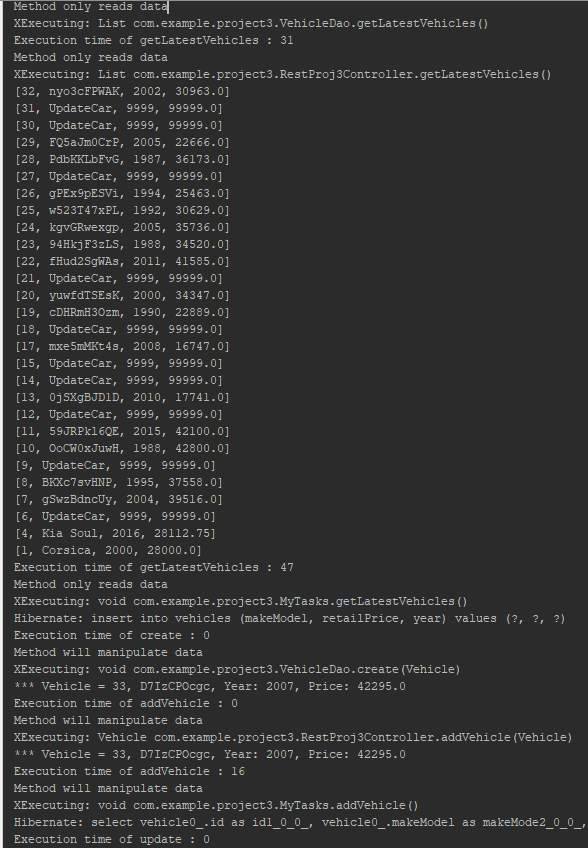 Method only reads data
XExecuting: List com.example.project3.VehicleDao.getLatestVehicles()
Execution time of getLatestVehicles : 31
Method only reads data
XExecuting: List com.example.project3.RestProj3Controller.getLatestVehicles()
[32, nyo3cFPWAK, 2002, 30963.0]
[31, UpdateCar, 9999, 99999.0]
[30, UpdateCar, 9999, 99999.0]
[29, FQ5aJm0CrP, 2005, 22666.0]
[28, PdbKKLbFvG, 1987, 36173.0]
[27, UpdateCar, 9999, 99999.0]
[26, gPEx9pESVi, 1994, 25463.0]
[25, w523T47xPL, 1992, 30629.0]
[24, kgvGRwexgp, 2005, 35736.0]
[23, 94HkjF3zLS, 1988, 34520.0]
[22, fHud2SgWAs, 2011, 41585.0]
[21, UpdateCar, 9999, 99999.0]
[20, yuwfdTSEsK, 2000, 34347.0]
[19, cDHRmH3Ozm, 1990, 22889.0]
[18, UpdateCar, 9999, 99999.0]
[17, mxe5mMKt4s, 2008, 16747.0]
[15, UpdateCar, 9999, 99999.0]
[14, UpdateCar, 9999, 99999.0]
[13, 0jSXgBJD1D, 2010, 17741.0]
[12, UpdateCar, 9999, 99999.0]
[11, 59JRPkl6QE, 2015, 42100.0]
[10, OoCW0xJuwH, 1988, 42800.0]
[9, UpdateCar, 9999, 99999.0]
[8, BKXc7svHNP, 1995, 37558.0]
[7, gSwzBdncUy, 2004, 39516.0]
[6, UpdateCar, 9999, 99999.0]
[4, Kia Soul, 2016, 28112.75]
[1, Corsica, 2000, 28000.0]
Execution time of getLatestVehicles : 47
Method only reads data
XExecuting: void com.example.project3.MyTasks.getLatestVehicles()
Hibernate: insert into vehicles (makeModel, retailPrice, year) values (?, ?, ?)
Execution time of create : 0
Method will manipulate data
XExecuting: void com.example.project3.VehicleDao.create(Vehicle)
*** Vehicle = 33, D7IzCPOcgc, Year: 2007, Price: 42295.0
Execution time of addVehicle : 0
Method will manipulate data
XExecuting: Vehicle com.example.project3.RestProj3Controller.addVehicle(Vehicle)
*** Vehicle = 33, D7IzCPOcgc, Year: 2007, Price: 42295.0
Execution time of addVehicle : 16
Method will manipulate data
XExecuting: void com.example.project3.MyTasks.addVehicle()
Hibernate: select vehicle0_.id as id1_0_0_, vehicle0_.makeModel as makeMode2_0_0_,
Execution time of update : 0